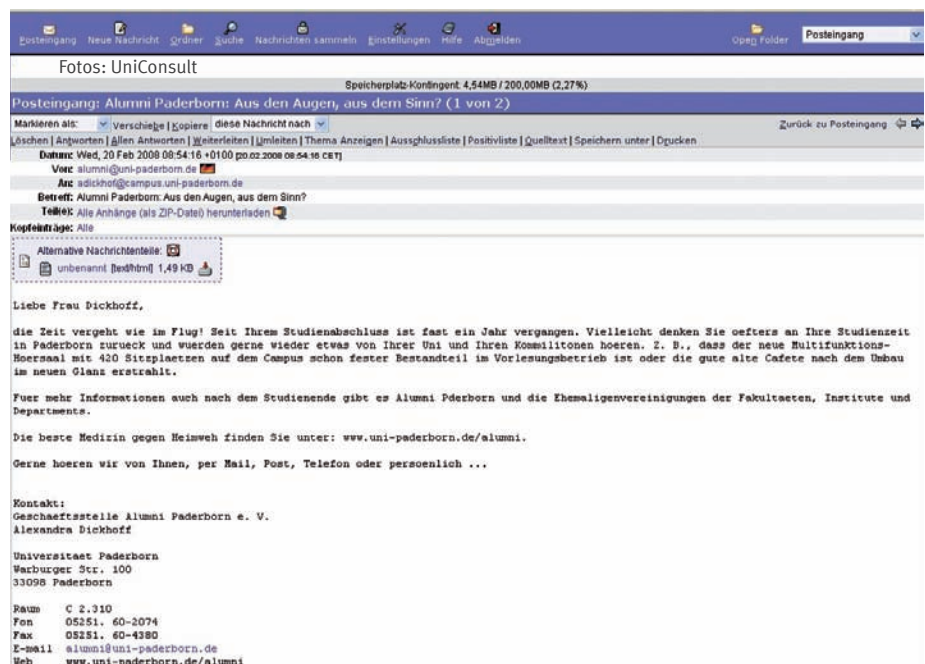 Posteingang Neue Nachricht Ordner Suche Nachrichten sammeln Einstellungen Hilfe Abmelden Open Folder Posteingang
Fotos: UniConsult
Speicherplatz-Kontingent: 4,54MB / 200,00MB (2,27%)
Posteingang: Alumni Paderborn: Aus den Augen, aus dem Sinn? (1 von 2)
Markieren als: Verschiebe | Kopiere diese Nachricht nach Zurück zu Posteingang
Löschen | Antworten | Allen Antworten | Weiterleiten | Umleiten | Thema Anzeigen | Ausschlussliste | Positivliste | Quelltext | Speichern unter | Drucken
Datum: Wed, 20 Feb 2008 08:54:16 +0100 [20.02.2008 08:54:16 CET]
Von: alumni@uni-paderborn.de
An: adickhof@campus.uni-paderborn.de
Betreff: Alumni Paderborn: Aus den Augen, aus dem Sinn?
Teil(e): Alle Anhänge (als ZIP-Datei) herunterladen
Kopfeinträge: Alle
Alternative Nachrichtenteile:
unbenannt [text/html] 1,49 KB
Liebe Frau Dickhoff,
die Zeit vergeht wie im Flug! Seit Ihrem Studienabschluss ist fast ein Jahr vergangen. Vielleicht denken Sie oefters an Ihre Studienzeit
in Paderborn zurueck und wuerden gerne wieder etwas von Ihrer Uni und Ihren Kommilitonen hoeren. Z. B., dass der neue Multifunktions-
Hoersaal mit 420 Sitzplaetzen auf dem Campus schon fester Bestandteil im Vorlesungsbetrieb ist oder die gute alte Cafete nach dem Umbau
im neuen Glanz erstrahlt.
Fuer mehr Informationen auch nach dem Studienende gibt es Alumni Pderborn und die Ehemaligenvereinigungen der Fakultaeten, Institute und
Departments.
Die beste Medizin gegen Heimweh finden Sie unter: www.uni-paderborn.de/alumni.
Gerne hoeren wir von Ihnen, per Mail, Post, Telefon oder persoenlich ...
Kontakt:
Geschaeftsstelle Alumni Paderborn e. V.
Alexandra Dickhoff
Universitaet Paderborn
Warburger Str. 100
33098 Paderborn
Raum C 2.310
Fon 05251. 60-2074
Fax 05251. 60-4380
E-mail alumni@uni-paderborn.de
Web www.uni-paderborn.de/alumni